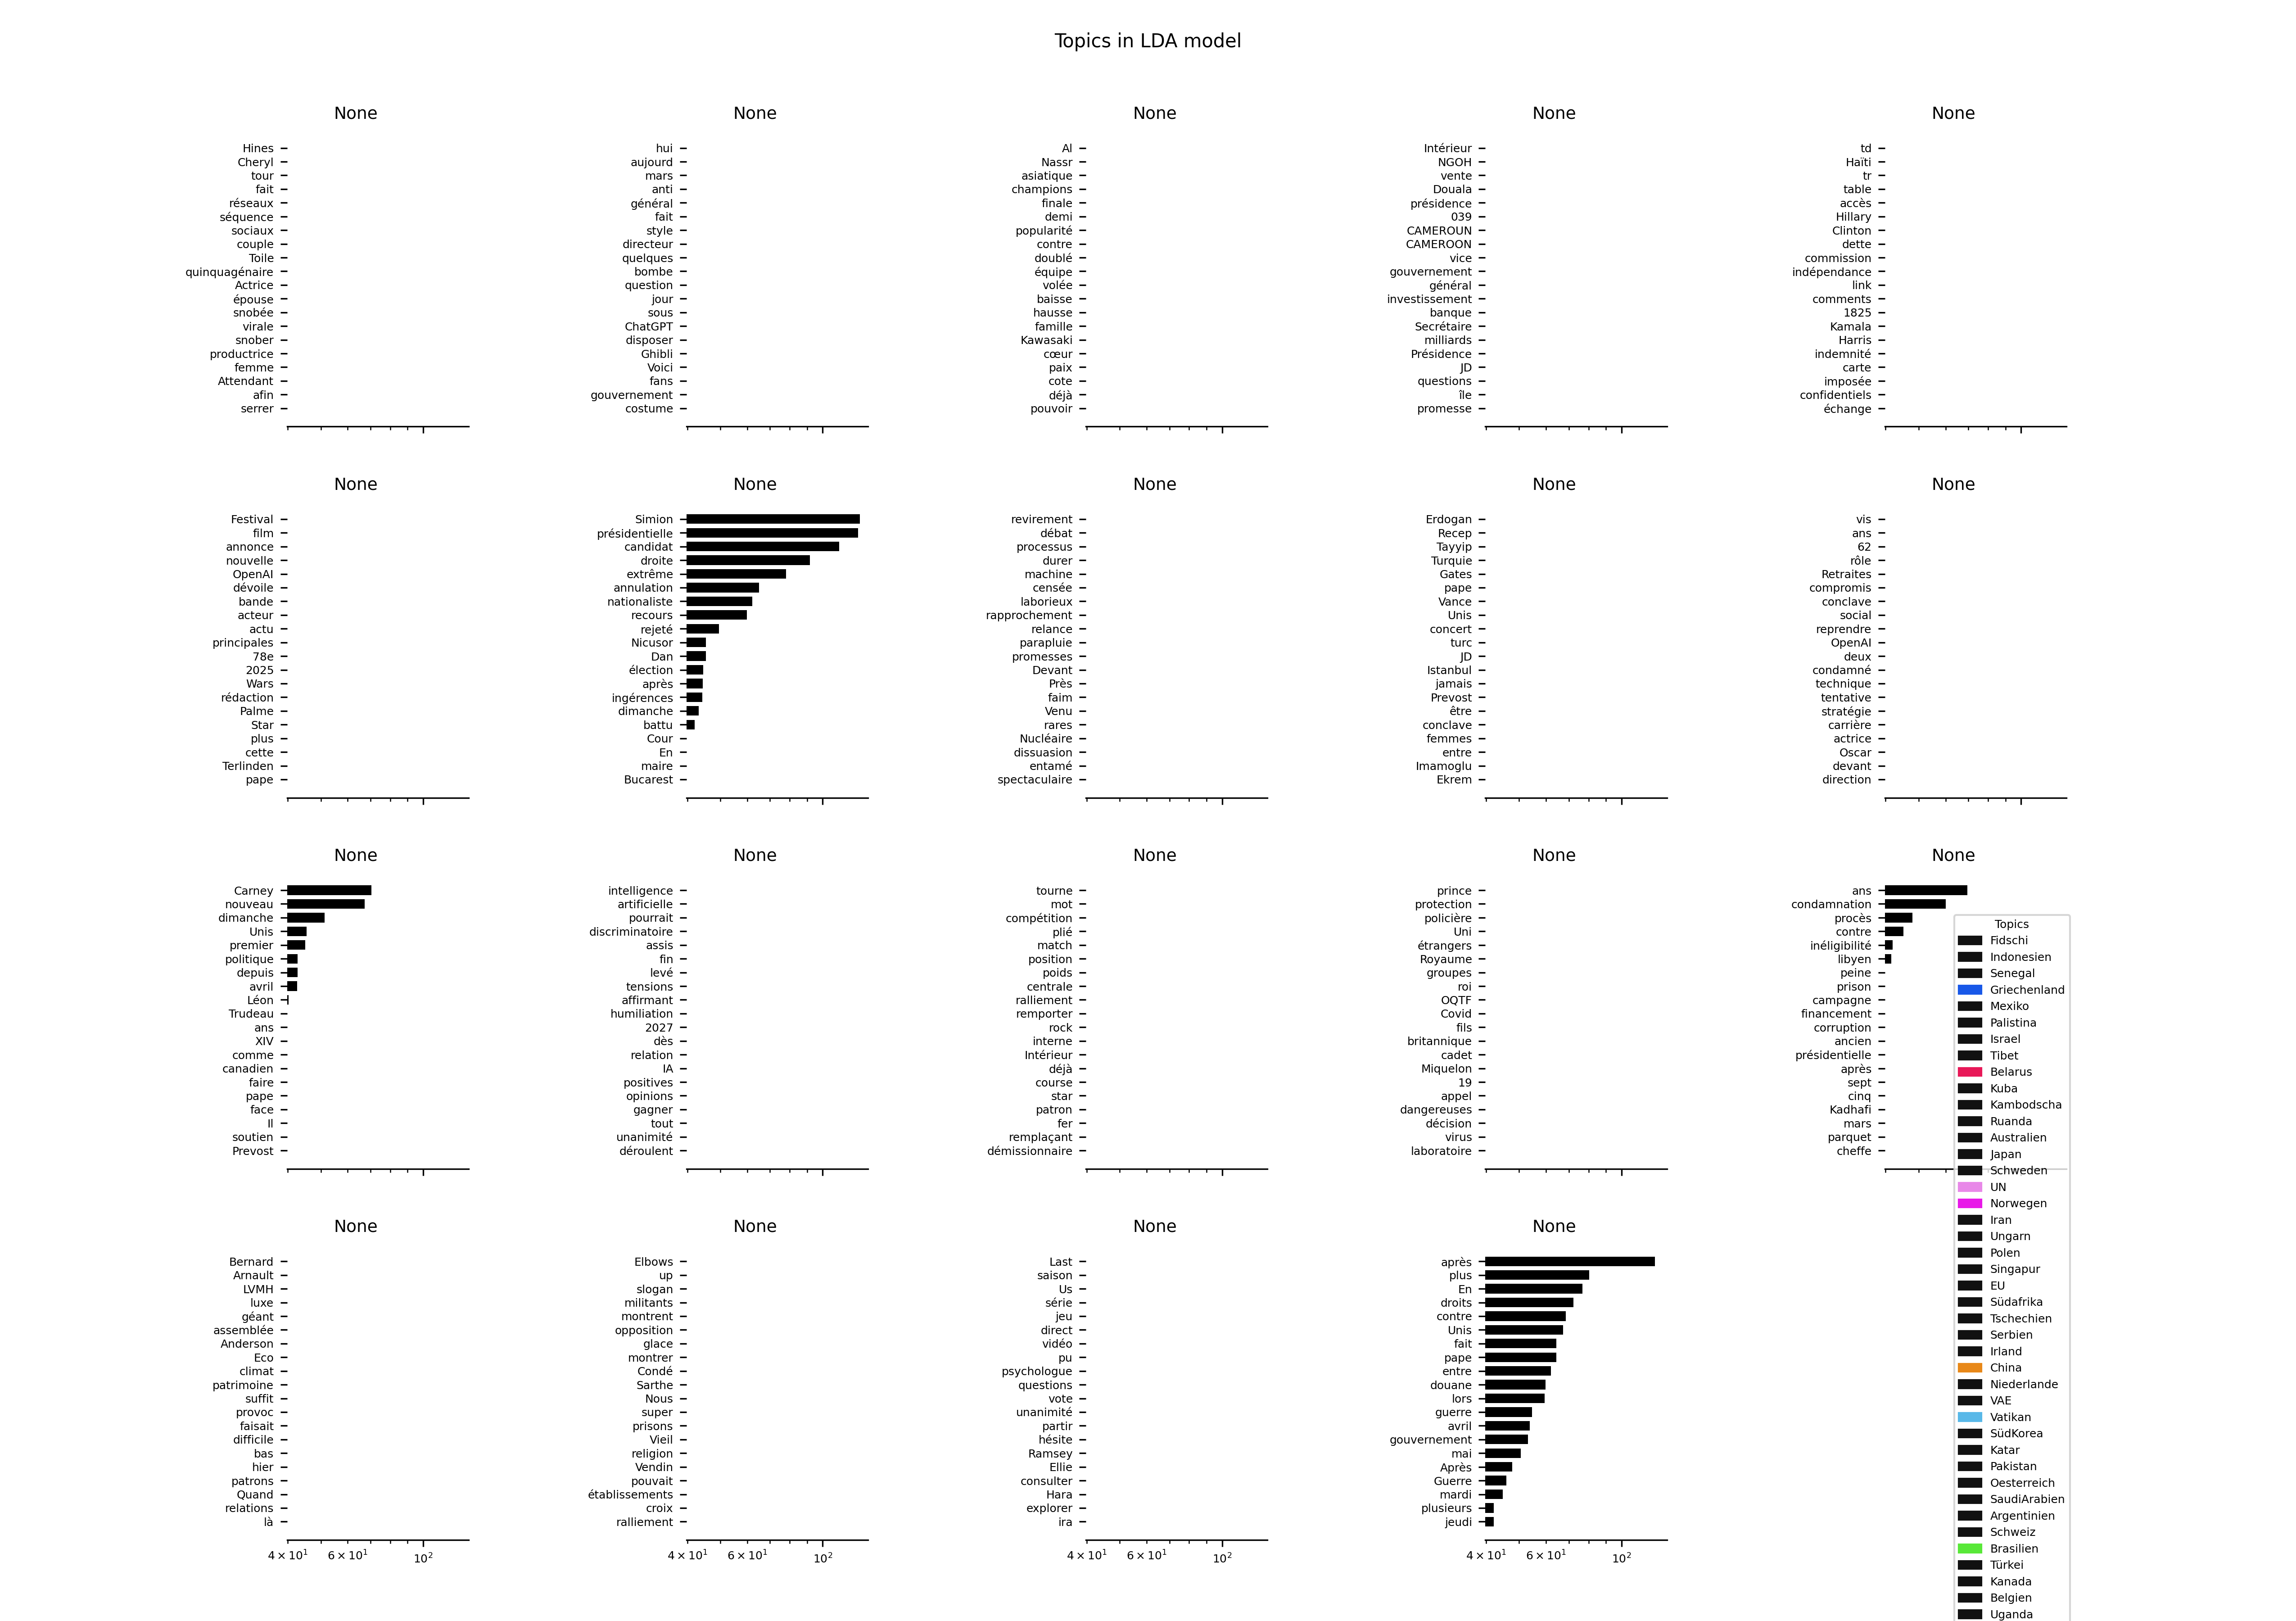 Topics in LDA model
None
Hines
Cheryl
tour
fait
réseaux
séquence
sociaux
couple
Toile
quinquagénaire
Actrice
épouse
snobée
virale
snober
productrice
femme
Attendant
afin
serrer
None
hui
aujourd
mars
anti
général
fait
style
directeur
quelques
bombe
question
jour
sous
ChatGPT
disposer
Ghibli
Voici
fans
gouvernement
costume
None
Al
Nassr
asiatique
champions
finale
demi
popularité
contre
doublé
équipe
volée
baisse
hausse
famille
Kawasaki
cœur
paix
cote
déjà
pouvoir
None
Intérieur
NGOH
vente
Douala
présidence
039
CAMEROUN
CAMEROON
vice
gouvernement
général
investissement
banque
Secrétaire
milliards
Présidence
JD
questions
île
promesse
None
td
Haïti
tr
table
accès
Hillary
Clinton
dette
commission
indépendance
link
comments
1825
Kamala
Harris
indemnité
carte
imposée
confidentiels
échange
None
Festival
film
annonce
nouvelle
OpenAI
dévoile
bande
acteur
actu
principales
78e
2025
Wars
rédaction
Palme
Star
plus
cette
Terlinden
pape
None
Simion
présidentielle
candidat
droite
extrême
annulation
nationaliste
recours
rejeté
Nicusor
Dan
élection
après
ingérences
dimanche
battu
Cour
En
maire
Bucarest
None
revirement
débat
processus
durer
machine
censée
laborieux
rapprochement
relance
parapluie
promesses
Devant
Près
faim
Venu
rares
Nucléaire
dissuasion
entamé
spectaculaire
None
Erdogan
Recep
Tayyip
Turquie
Gates
pape
Vance
Unis
concert
turc
JD
Istanbul
jamais
Prevost
être
conclave
femmes
entre
Imamoglu
Ekrem
None
vis
ans
62
rôle
Retraites
compromis
conclave
social
reprendre
OpenAI
deux
condamné
technique
tentative
stratégie
carrière
actrice
Oscar
devant
direction
None
Carney
nouveau
dimanche
Unis
premier
politique
depuis
avril
Léon
Trudeau
ans
XIV
comme
canadien
faire
pape
face
Il
soutien
Prevost
None
intelligence
artificielle
pourrait
discriminatoire
assis
fin
levé
tensions
affirmant
humiliation
2027
dès
relation
IA
positives
opinions
gagner
tout
unanimité
déroulent
None
tourne
mot
compétition
plié
match
position
poids
centrale
ralliement
remporter
rock
interne
Intérieur
déjà
course
star
patron
fer
remplaçant
démissionnaire
None
prince
protection
policière
Uni
étrangers
Royaume
groupes
roi
OQTF
Covid
fils
britannique
cadet
Miquelon
19
appel
dangereuses
décision
virus
laboratoire
None
ans
condamnation
procès
contre
inéligibilité
libyen
peine
prison
campagne
financement
corruption
ancien
présidentielle
après
sept
cinq
Kadhafi
mars
parquet
cheffe
None
Bernard
Arnault
LVMH
luxe
géant
assemblée
Anderson
Eco
climat
patrimoine
suffit
provoc
faisait
difficile
bas
hier
patrons
Quand
relations
là
4 × 10¹ 6 × 10¹ 10²
None
Elbows
up
slogan
militants
montrent
opposition
glace
montrer
Condé
Sarthe
Nous
super
prisons
Vieil
religion
Vendin
pouvait
établissements
croix
ralliement
4 × 10¹ 6 × 10¹ 10²
None
Last
saison
Us
série
jeu
direct
vidéo
pu
psychologue
questions
vote
unanimité
partir
hésite
Ramsey
Ellie
consulter
Hara
explorer
ira
4 × 10¹ 6 × 10¹ 10²
None
après
plus
En
droits
contre
Unis
fait
pape
entre
douane
lors
guerre
avril
gouvernement
mai
Après
Guerre
mardi
plusieurs
jeudi
4 × 10¹ 6 × 10¹ 10²
Topics
Fidschi
Indonesien
Senegal
Griechenland
Mexiko
Palistina
Israel
Tibet
Belarus
Kuba
Kambodscha
Ruanda
Australien
Japan
Schweden
UN
Norwegen
Iran
Ungarn
Polen
Singapur
EU
Südafrika
Tschechien
Serbien
Irland
China
Niederlande
VAE
Vatikan
SüdKorea
Katar
Pakistan
Oesterreich
SaudiArabien
Argentinien
Schweiz
Brasilien
Türkei
Kanada
Belgien
Uganda